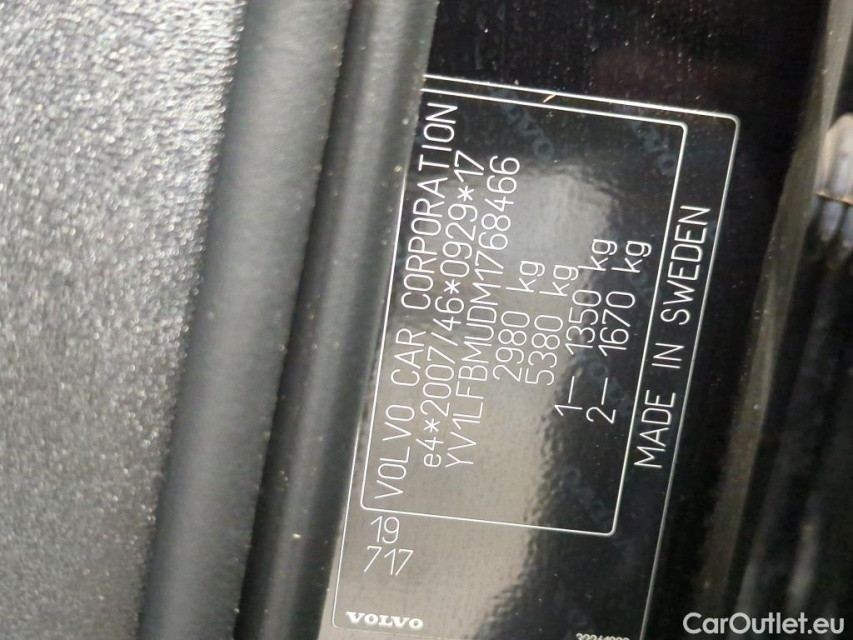 VOLVO CAR CORPORATION
e4*2007/46*0929*17
YV1LFBMUDM1768466
2980 kg
5380 kg
1— 1350 kg
2— 1670 kg
MADE IN SWEDEN
19
717
VOLVO
CarOutlet.eu